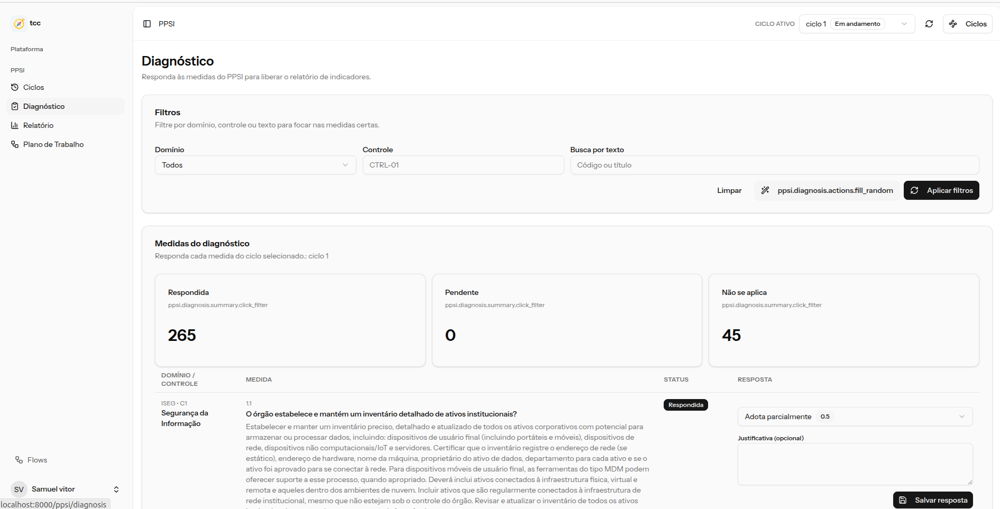 tcc
Plataforma
PPSI
Ciclos
Diagnóstico
Relatório
Plano de Trabalho
Flows
SV Samuel vitor
localhost:8000/ppsi/diagnosis
PPSI
CICLO ATIVO ciclo 1 Em andamento Ciclos
Diagnóstico
Responda às medidas do PPSI para liberar o relatório de indicadores.
Filtros
Filtre por domínio, controle ou texto para focar nas medidas certas.
Domínio Controle Busca por texto
Todos CTRL-01 Código ou título
Limpar ppsi.diagnosis.actions.fill_random Aplicar filtros
Medidas do diagnóstico
Responda cada medida do ciclo selecionado.: ciclo 1
Respondida
ppsi.diagnosis.summary.click_filter
265
Pendente
ppsi.diagnosis.summary.click_filter
0
Não se aplica
ppsi.diagnosis.summary.click_filter
45
DOMÍNIO /
CONTROLE
MEDIDA
STATUS
RESPOSTA
ISEG • C1
Segurança da
Informação
1.1
O órgão estabelece e mantém um inventário detalhado de ativos institucionais?
Estabelecer e manter um inventário preciso, detalhado e atualizado de todos os ativos corporativos com potencial para
armazenar ou processar dados, incluindo: dispositivos de usuário final (incluindo portáteis e móveis), dispositivos de
rede, dispositivos não computacionais/IoT e servidores. Certificar que o inventário registre o endereço de rede (se
estático), endereço de hardware, nome da máquina, proprietário do ativo de dados, departamento para cada ativo e se o
ativo foi aprovado para se conectar à rede. Para dispositivos móveis de usuário final, as ferramentas do tipo MDM podem
oferecer suporte a esse processo, quando apropriado. Deverá inclui ativos conectados à infraestrutura física, virtual e
remota e aqueles dentro dos ambientes de nuvem. Incluir ativos que são regularmente conectados à infraestrutura de
rede institucional, mesmo que não estejam sob o controle do órgão. Revisar e atualizar o inventário de todos os ativos
Respondida
Adota parcialmente 0.5
Justificativa (opcional)
Salvar resposta